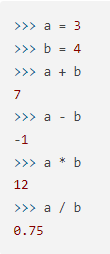 >>> a = 3
>>> b = 4
>>> a + b
7
>>> a - b
-1
>>> a * b
12
>>> a / b
0.75